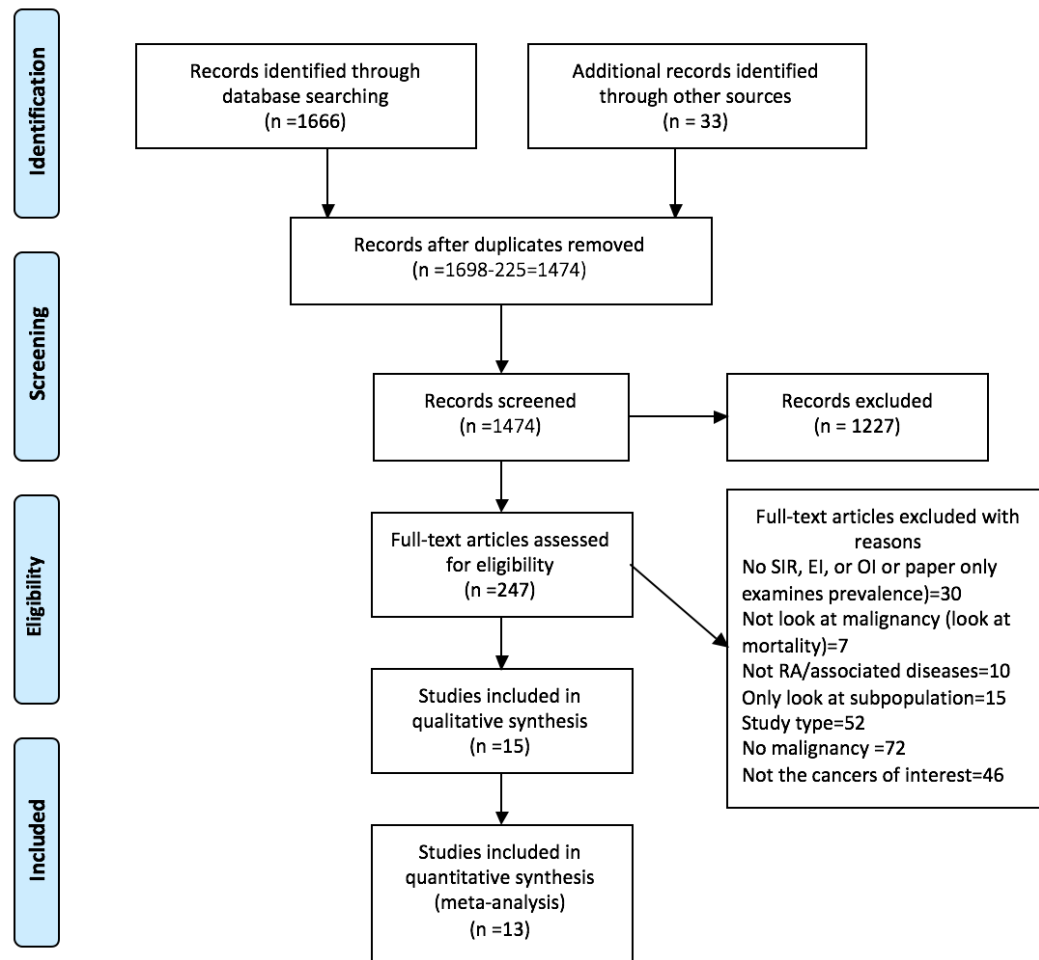 Identification
Records identified through
database searching
(n =1666)
Additional records identified
through other sources
(n = 33)
Records after duplicates removed
(n =1698-225=1474)
Screening
Records screened
(n =1474)
Records excluded
(n = 1227)
Eligibility
Full-text articles assessed
for eligibility
(n =247)
Full-text articles excluded with
reasons
No SIR, EI, or OI or paper only
examines prevalence)=30
Not look at malignancy (look at
mortality)=7
Not RA/associated diseases=10
Only look at subpopulation=15
Study type=52
No malignancy =72
Not the cancers of interest=46
Studies included in
qualitative synthesis
(n =15)
Included
Studies included in
quantitative synthesis
(meta-analysis)
(n =13)